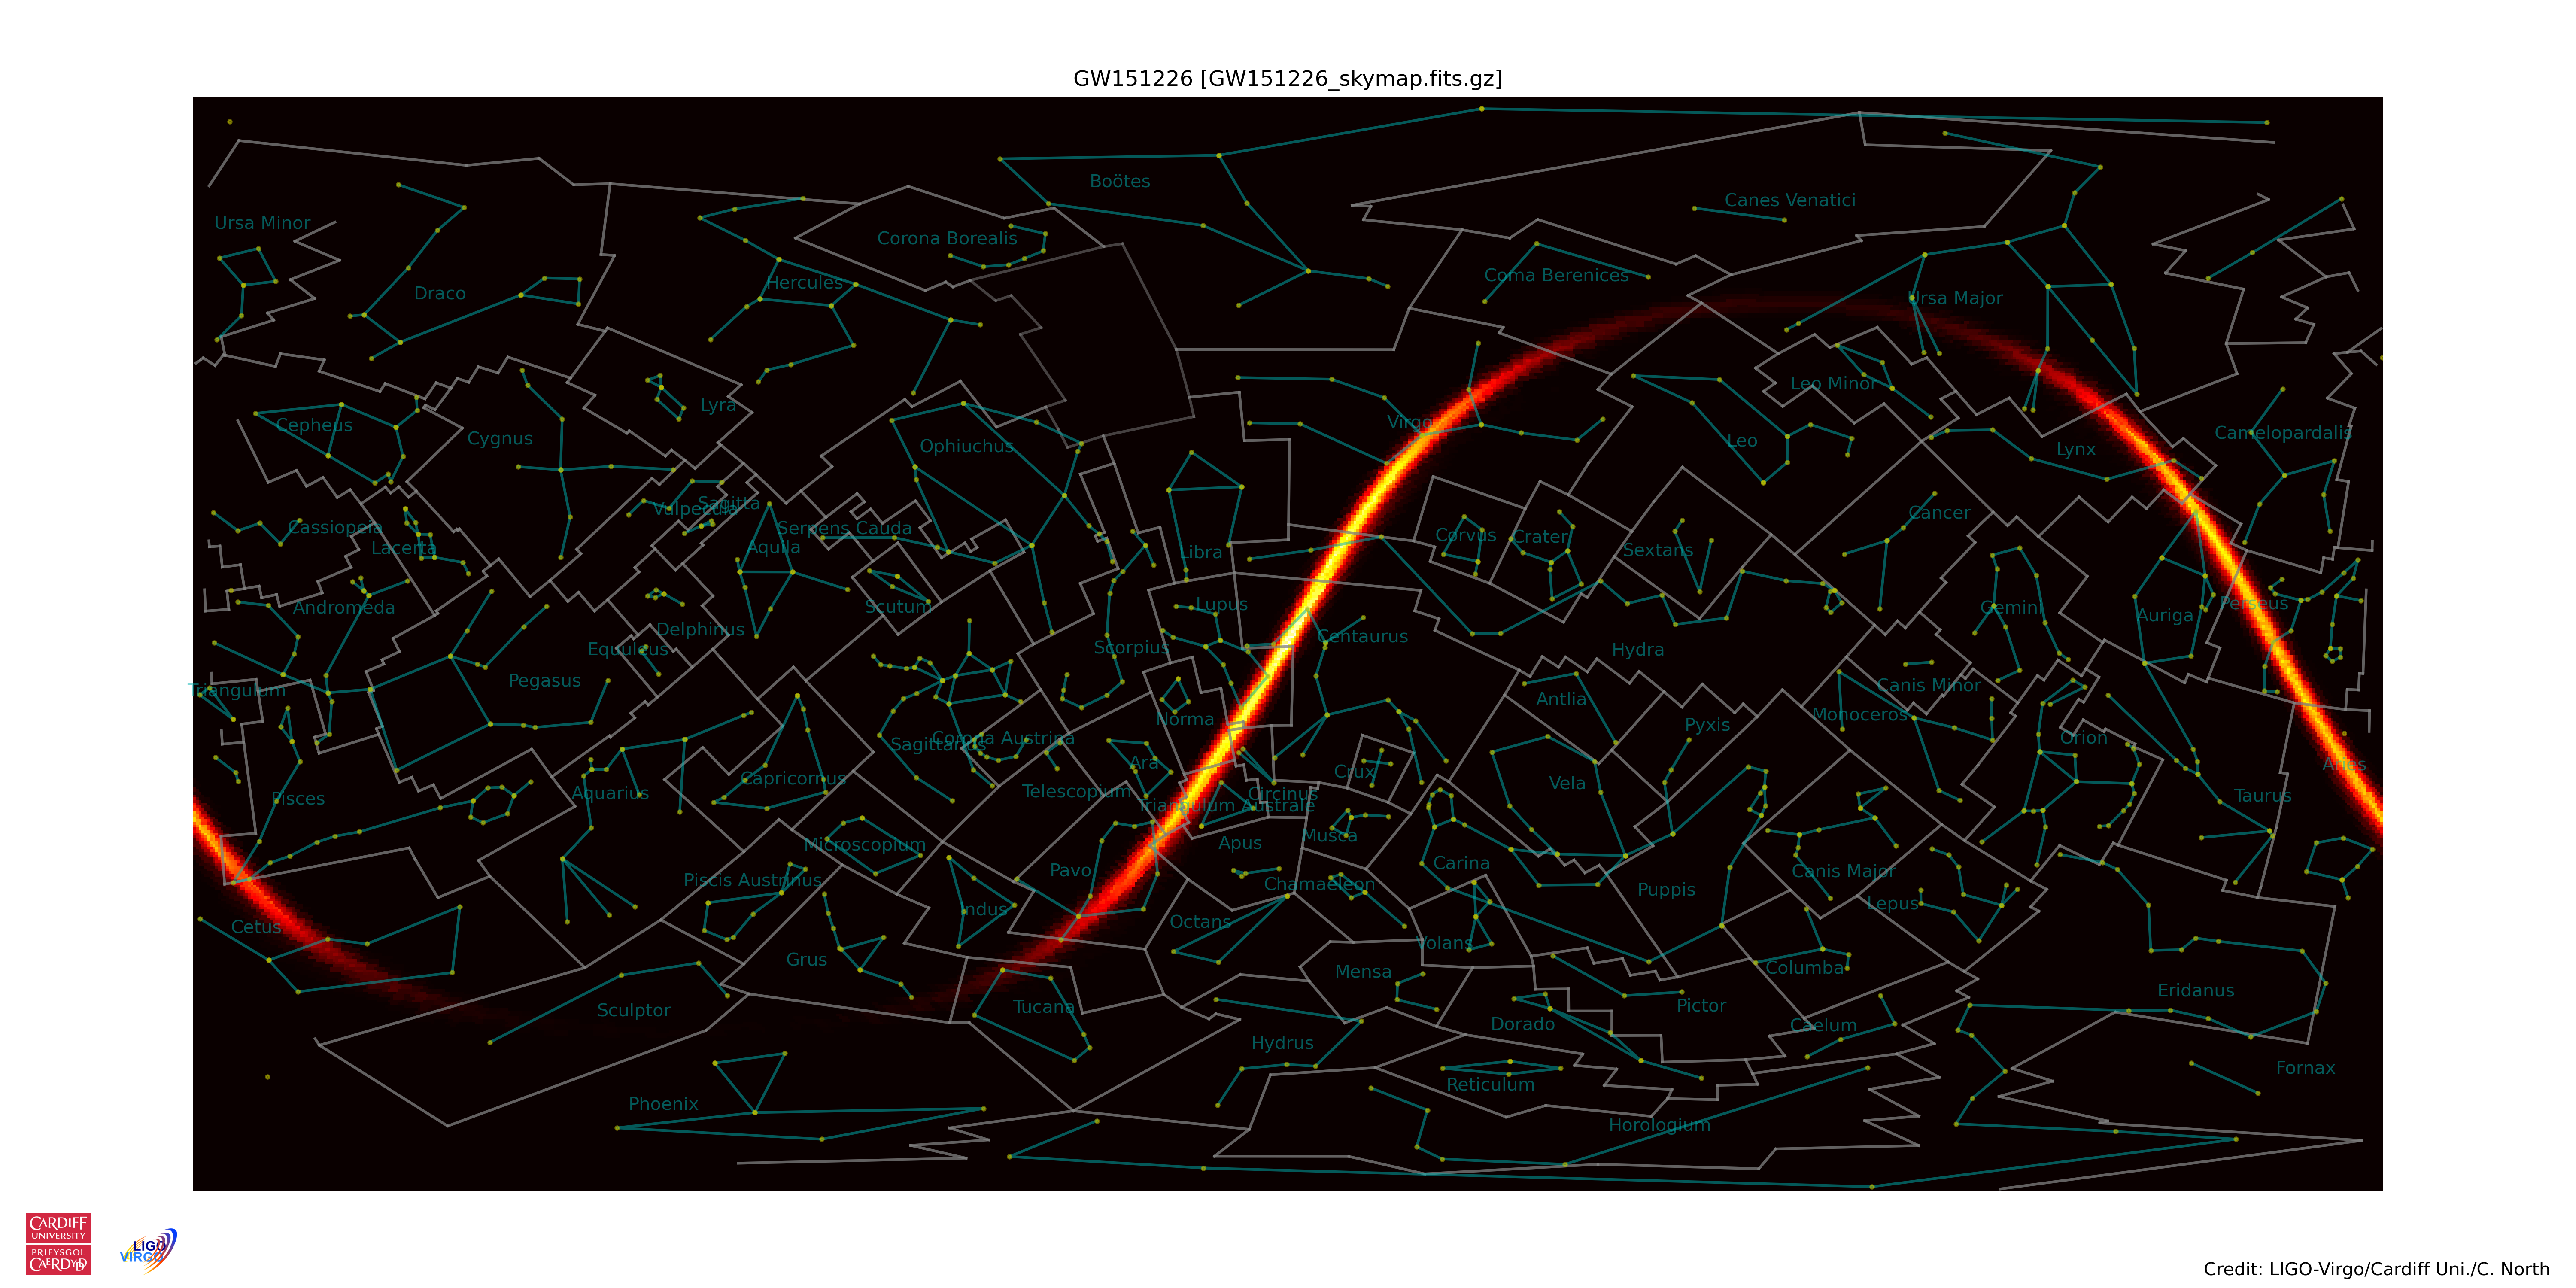 GW151226 [GW151226_skymap.fits.gz]
Boötes
Canes Venatici
Ursa Minor
Corona Borealis
Coma Berenices
Hercules
Draco
Ursa Major
Leo Minor
Lyra
Virgo
Cepheus
Cygnus
Ophiuchus
Leo
Lynx
Camelopardalis
Sagitta
Vulpecula
Cassiopeia
Lacerta
Serpens Cauda
Aquila
Libra
Corvus
Crater
Sextans
Cancer
Andromeda
Scutum
Lupus
Gemini
Auriga
Perseus
Delphinus
Equuleus
Scorpius
Centaurus
Hydra
Triangulum
Pegasus
Canis Minor
Antlia
Norma
Monoceros
Pyxis
Sagittarius
Corona Austrina
Orion
Ara
Crux
Aries
Capricornus
Vela
Pisces
Aquarius
Telescopium
Circinus
Triangulum Australe
Taurus
Microscopium
Apus
Musca
Carina
Pavo
Canis Maior
Piscis Austrinus
Chamaeleon
Puppis
Lepus
Indus
Octans
Cetus
Volans
Grus
Mensa
Columba
Eridanus
Sculptor
Tucana
Pictor
Dorado
Caelum
Hydrus
Fornax
Reticulum
Phoenix
Horologium
CARDIFF
UNIVERSITY
PRIFYSGOL
CAERDYDD
LIGO
VIRGO
Credit: LIGO-Virgo/Cardiff Uni./C. North